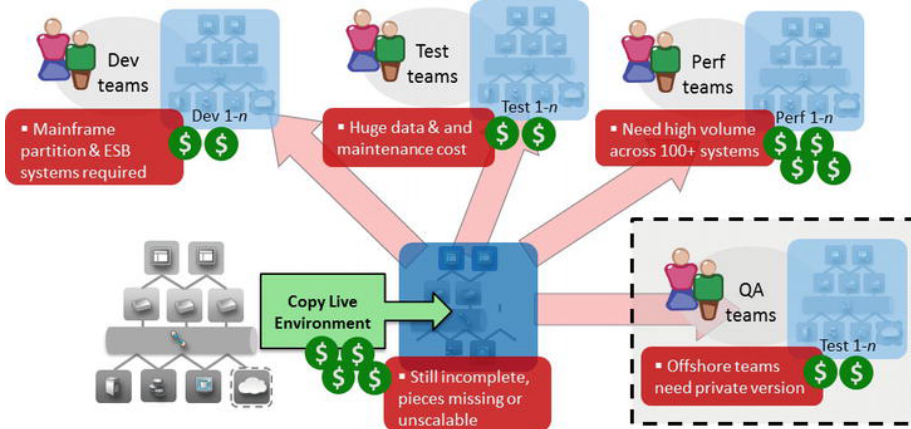 Dev
teams
Dev 1-n
$ $
▪ Mainframe
partition & ESB
systems required
Test
teams
Test 1-n
$ $
▪ Huge data & and
maintenance cost
Perf
teams
Perf 1-n
$ $
$ $ $
▪ Need high volume
across 100+ systems
Copy Live
Environment
$ $
$ $
▪ Still incomplete,
pieces missing or
unscalable
QA
teams
Test 1-n
$ $
▪ Offshore teams
need private version